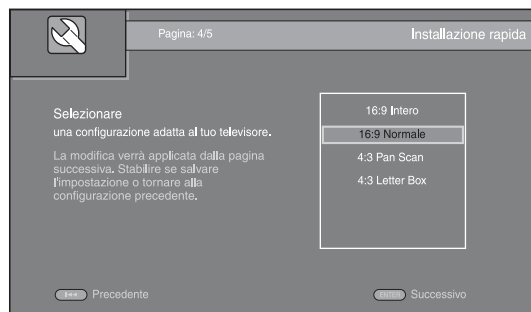 Pagina: 4/5
Installazione rapida
Selezionare
una configurazione adatta al tuo televisore.
La modifica verrà applicata dalla pagina
successiva. Stabilire se salvare
l'impostazione o tornare alla
configurazione precedente.
16:9 Intero
16:9 Normale
4:3 Pan Scan
4:3 Letter Box
Precedente
ENTER Successivo